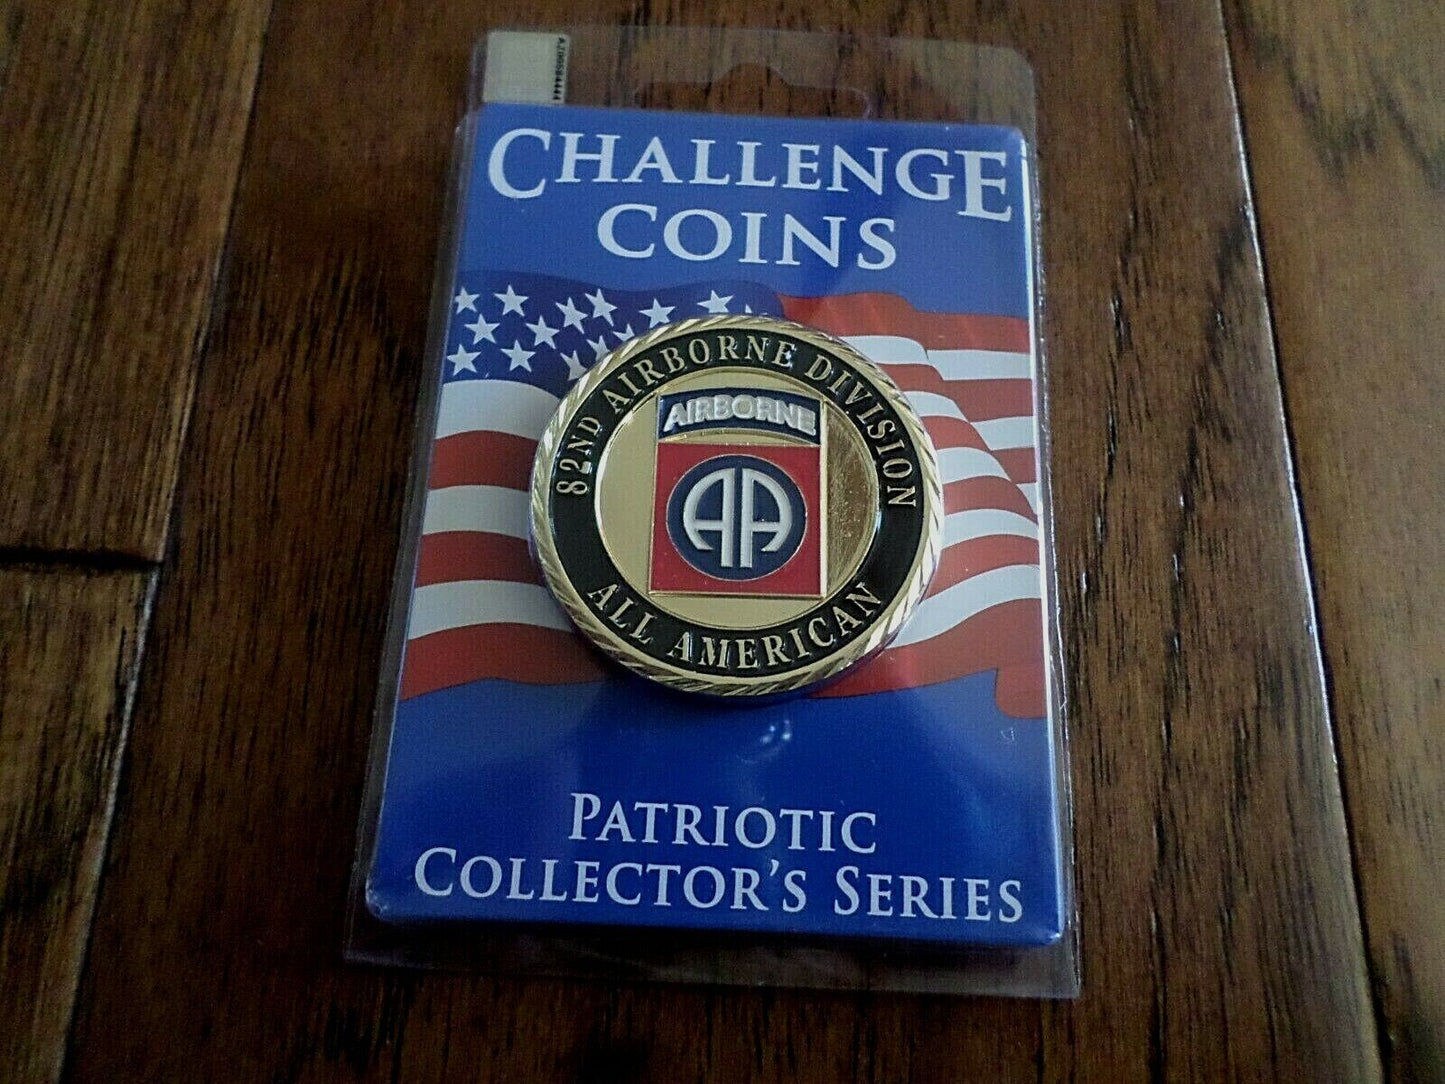 CHALLENGE
COINS
82ND AIRBORNE DIVISION
AIRBORNE
AA
ALL AMERICAN
PATRIOTIC
COLLECTOR'S SERIES